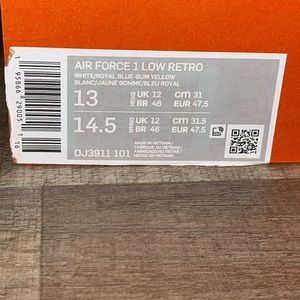 AIR FORCE 1 LOW RETRO
WHITE/ROYAL BLUE-GUM YELLOW
BLANC/JAUNE GOMME/BLEU ROYAL
13 MENS UK 12 CM 31
BR 46 EUR 47.5
14.5 UK 12 CM 31.5
BR 46 EUR 47.5
DJ3911 101
MADE IN VIETNAM
FABRIQUÉ AU VIETNAM
FABRICADO NO VIETNAM
HECHO EN VIETNAM